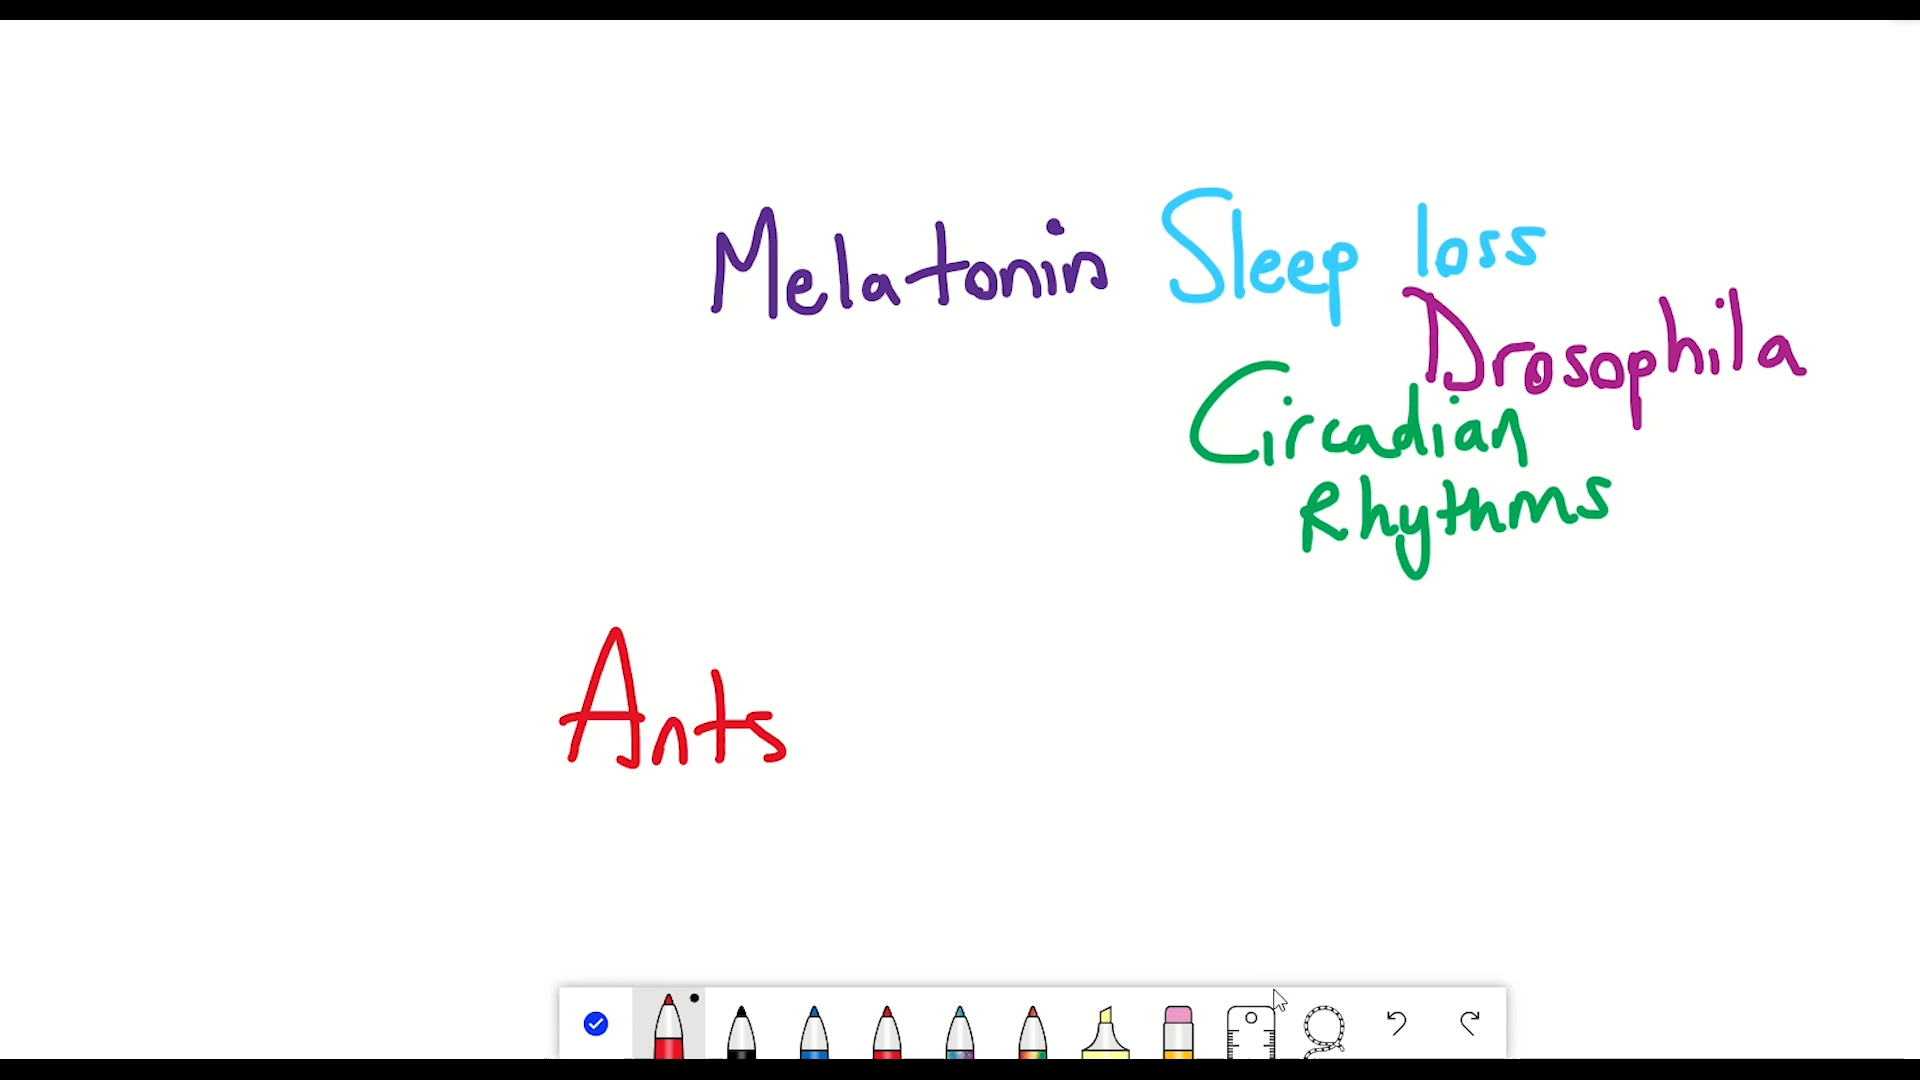 Melatonin Sleep loss
Drosophila
Circadian
Rhythms
Ants